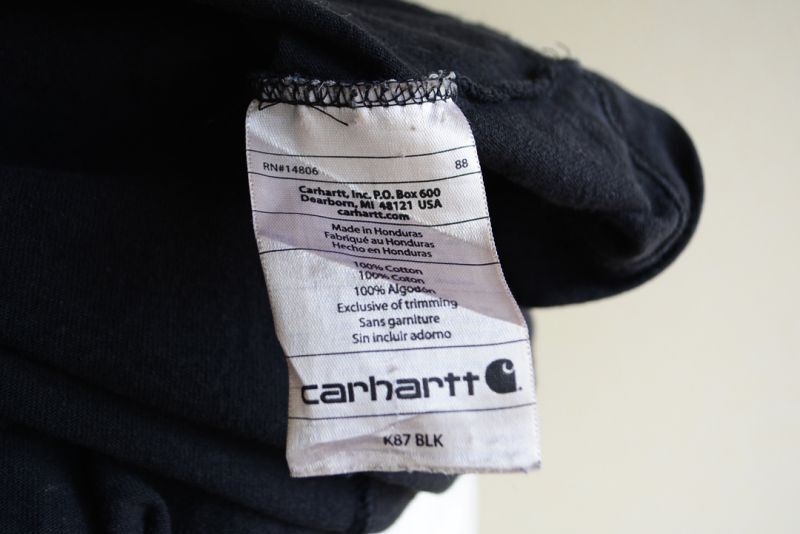 RN#14806 88
Carhartt, Inc. P.O. Box 600
Dearborn, MI 48121 USA
carhartt.com
Made in Honduras
Fabriqué au Honduras
Hecho en Honduras
100% Cotton
100% Coton
100% Algodon
Exclusive of trimming
Sans garniture
Sin incluir adorno
carhartt
K87 BLK